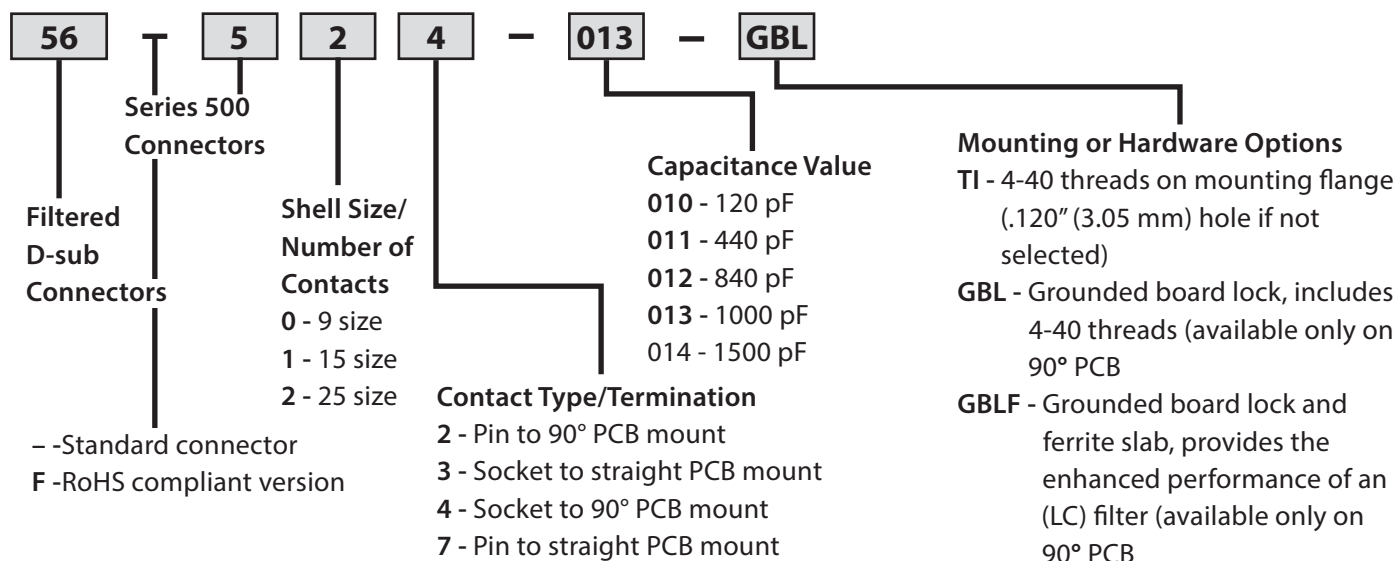 56 – 5 2 4 – 013 – GBL
Series 500
Connectors
Filtered
D-sub
Connectors
– -Standard connector
F -RoHS compliant version
Shell Size/
Number of
Contacts
0 - 9 size
1 - 15 size
2 - 25 size
Contact Type/Termination
2 - Pin to 90° PCB mount
3 - Socket to straight PCB mount
4 - Socket to 90° PCB mount
7 - Pin to straight PCB mount
Capacitance Value
010 - 120 pF
011 - 440 pF
012 - 840 pF
013 - 1000 pF
014 - 1500 pF
Mounting or Hardware Options
TI - 4-40 threads on mounting flange
(.120” (3.05 mm) hole if not
selected)
GBL - Grounded board lock, includes
4-40 threads (available only on
90° PCB
GBLF - Grounded board lock and
ferrite slab, provides the
enhanced performance of an
(LC) filter (available only on
90° PCB